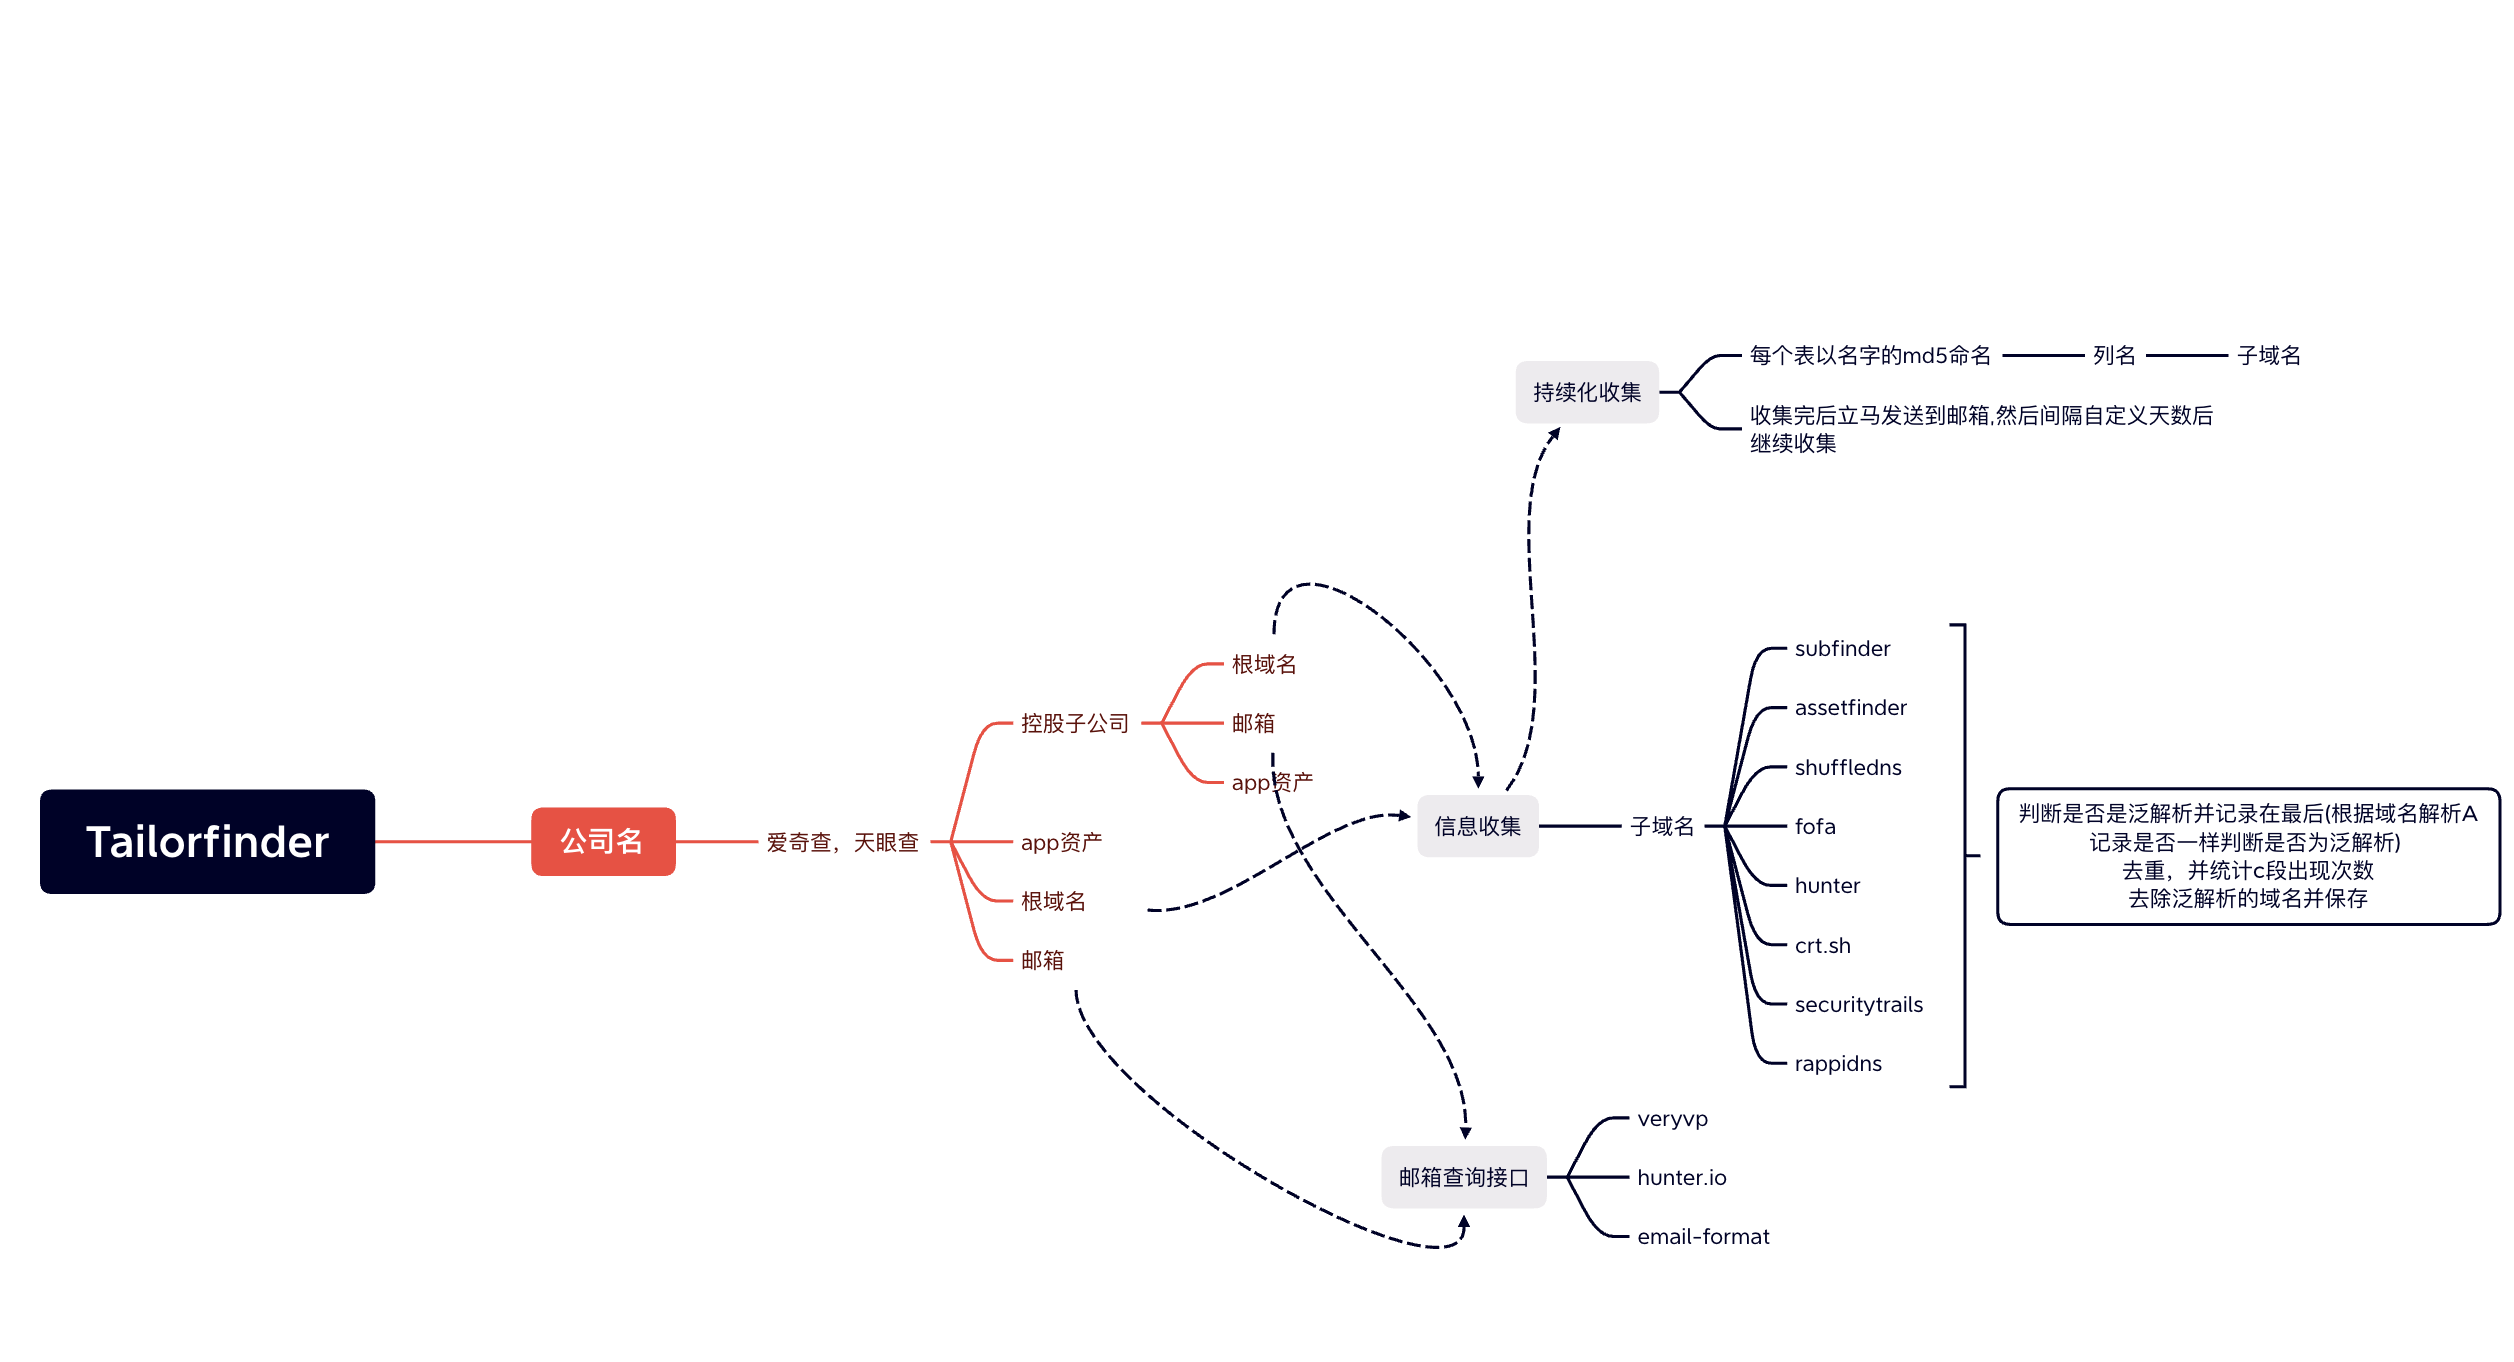 Tailorfinder
公司名
爱奇查，天眼查
控股子公司
根域名
邮箱
app资产
app资产
根域名
邮箱
持续化收集
每个表以名字的md5命名
列名
子域名
收集完后立马发送到邮箱,然后间隔自定义天数后
继续收集
信息收集
子域名
subfinder
assetfinder
shuffledns
fofa
hunter
crt.sh
securitytrails
rappidns
判断是否是泛解析并记录在最后(根据域名解析A
记录是否一样判断是否为泛解析)
去重，并统计c段出现次数
去除泛解析的域名并保存
邮箱查询接口
veryvp
hunter.io
email-format